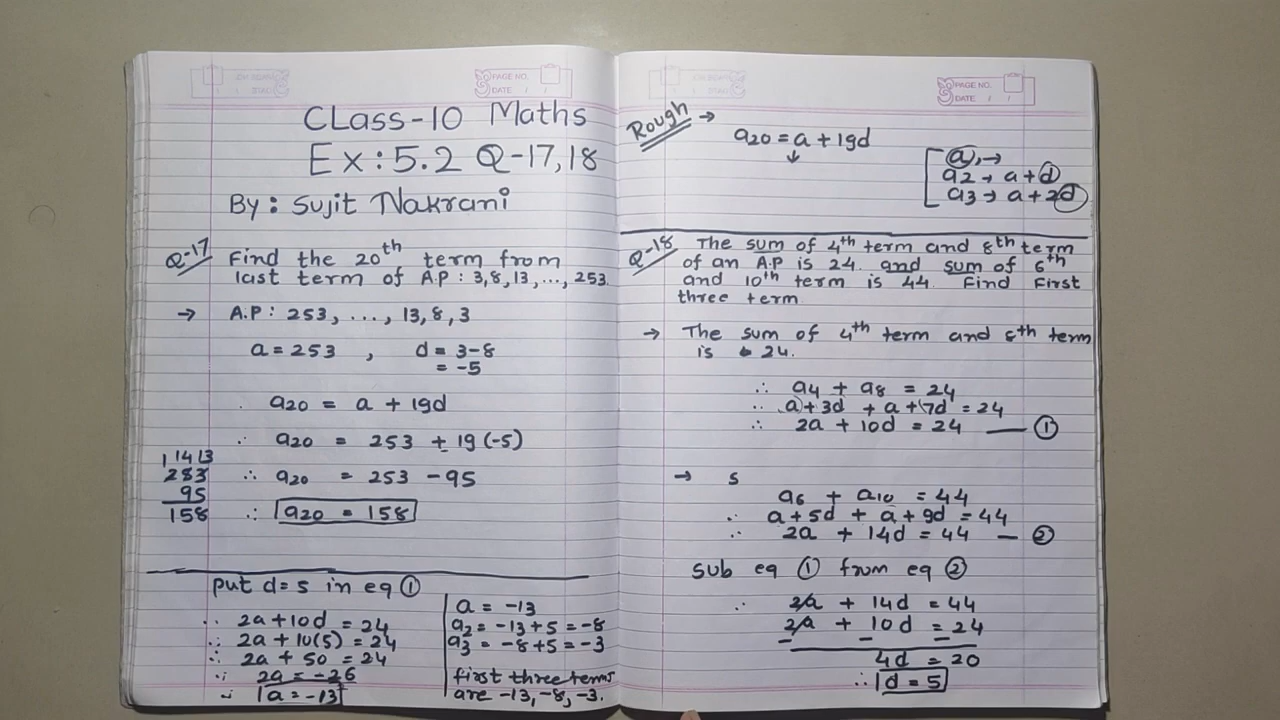 PAGE NO.
DATE / /
CLass-10 Maths
Ex: 5.2 Q-17,18
By: Sujit Nakrani
Q-17 Find the 20th term from
last term of A.P: 3,8,13,...,253.
→ A.P: 253, ..., 13,8,3
a = 253 , d = 3-8
= -5
a20 = a + 19d
∴ a20 = 253 + 19(-5)
∴ a20 = 253 - 95
∴ a20 = 158
1 14 13
253
95
158
put d=5 in eq ①
∴ 2a + 10d = 24
∴ 2a + 10(5) = 24
∴ 2a + 50 = 24
∴ 2a = -26
∴ a = -13
a = -13
a2 = -13+5 = -8
a3 = -8+5 = -3
first three terms
are -13, -8, -3.
PAGE NO.
DATE / /
Rough →
a20 = a + 19d
↓
a, →
a2 → a+d
a3 → a+2d
Q-18 The sum of 4th term and 8th term
of an A.P is 24. and sum of 6th
and 10th term is 44. Find First
three term
→ The sum of 4th term and 8th term
is 24.
∴ a4 + a8 = 24
∴ a+3d + a+7d = 24
∴ 2a + 10d = 24 — ①
→ s
a6 + a10 = 44
∴ a+5d + a+9d = 44
∴ 2a + 14d = 44 — ②
sub eq ① from eq ②
∴ 2a + 14d = 44
2a + 10d = 24
- - -
4d = 20
∴ d = 5